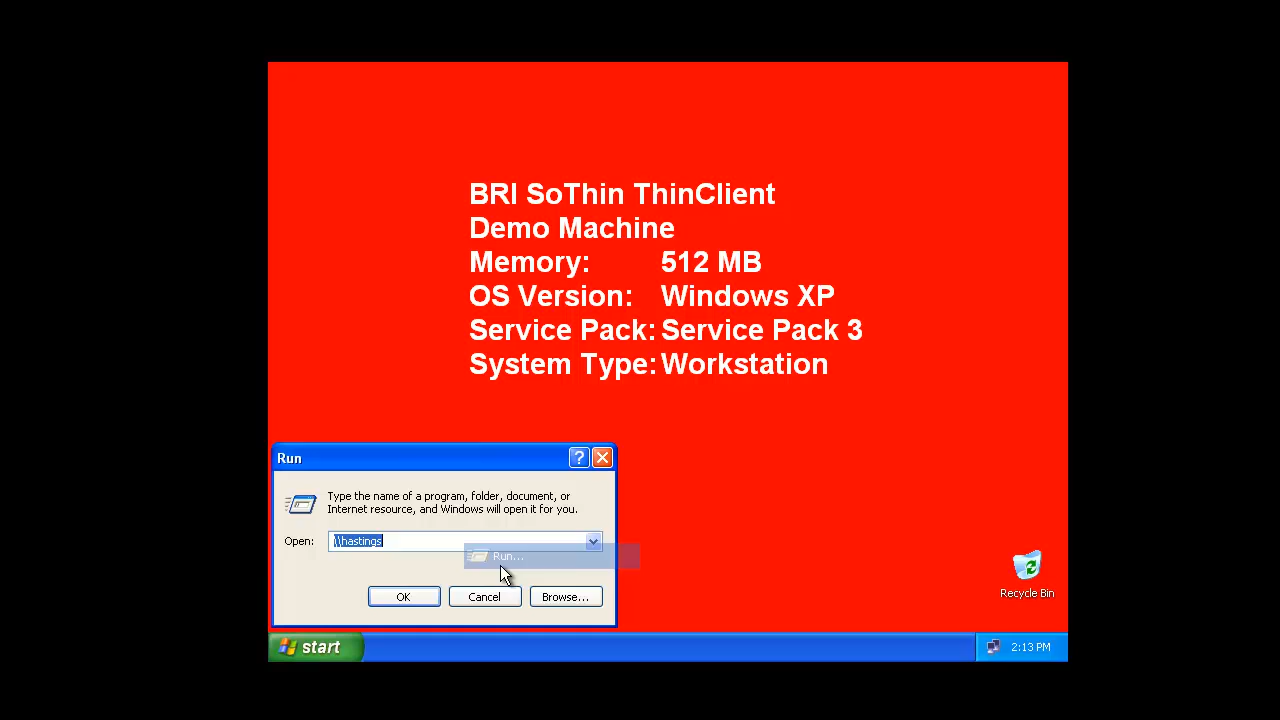 BRI SoThin ThinClient
Demo Machine
Memory: 512 MB
OS Version: Windows XP
Service Pack: Service Pack 3
System Type: Workstation
Run
Type the name of a program, folder, document, or
Internet resource, and Windows will open it for you.
Open: \\hastings
Run...
OK Cancel Browse...
Recycle Bin
start 2:13 PM